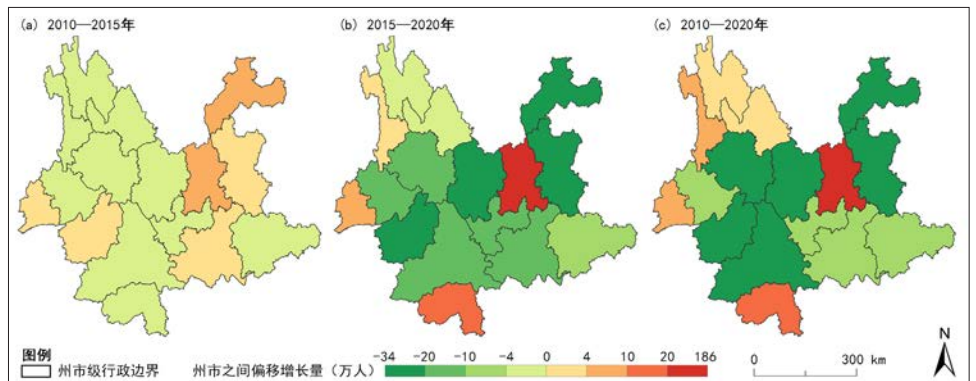 (a) 2010—2015年
(b) 2015—2020年
(c) 2010—2020年
图例
州市级行政边界
州市之间偏移增长量（万人）
-34 -20 -10 -4 0 4 10 20 186
0 300 km
N